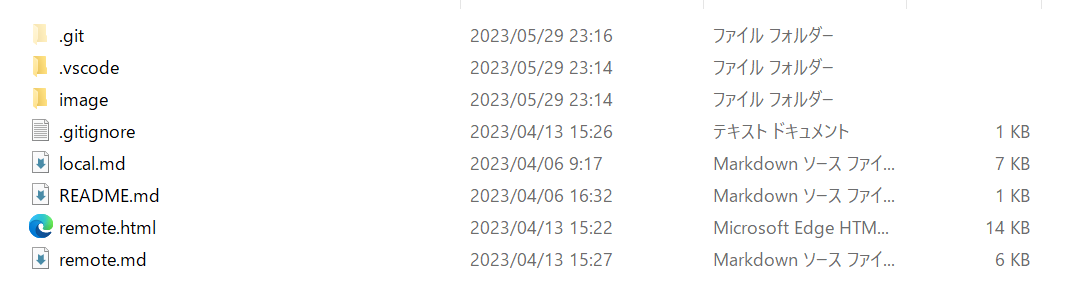 .git 2023/05/29 23:16 ファイル フォルダー
.vscode 2023/05/29 23:14 ファイル フォルダー
image 2023/05/29 23:14 ファイル フォルダー
.gitignore 2023/04/13 15:26 テキスト ドキュメント 1 KB
local.md 2023/04/06 9:17 Markdown ソース ファイ... 7 KB
README.md 2023/04/06 16:32 Markdown ソース ファイ... 1 KB
remote.html 2023/04/13 15:22 Microsoft Edge HTM... 14 KB
remote.md 2023/04/13 15:27 Markdown ソース ファイ... 6 KB